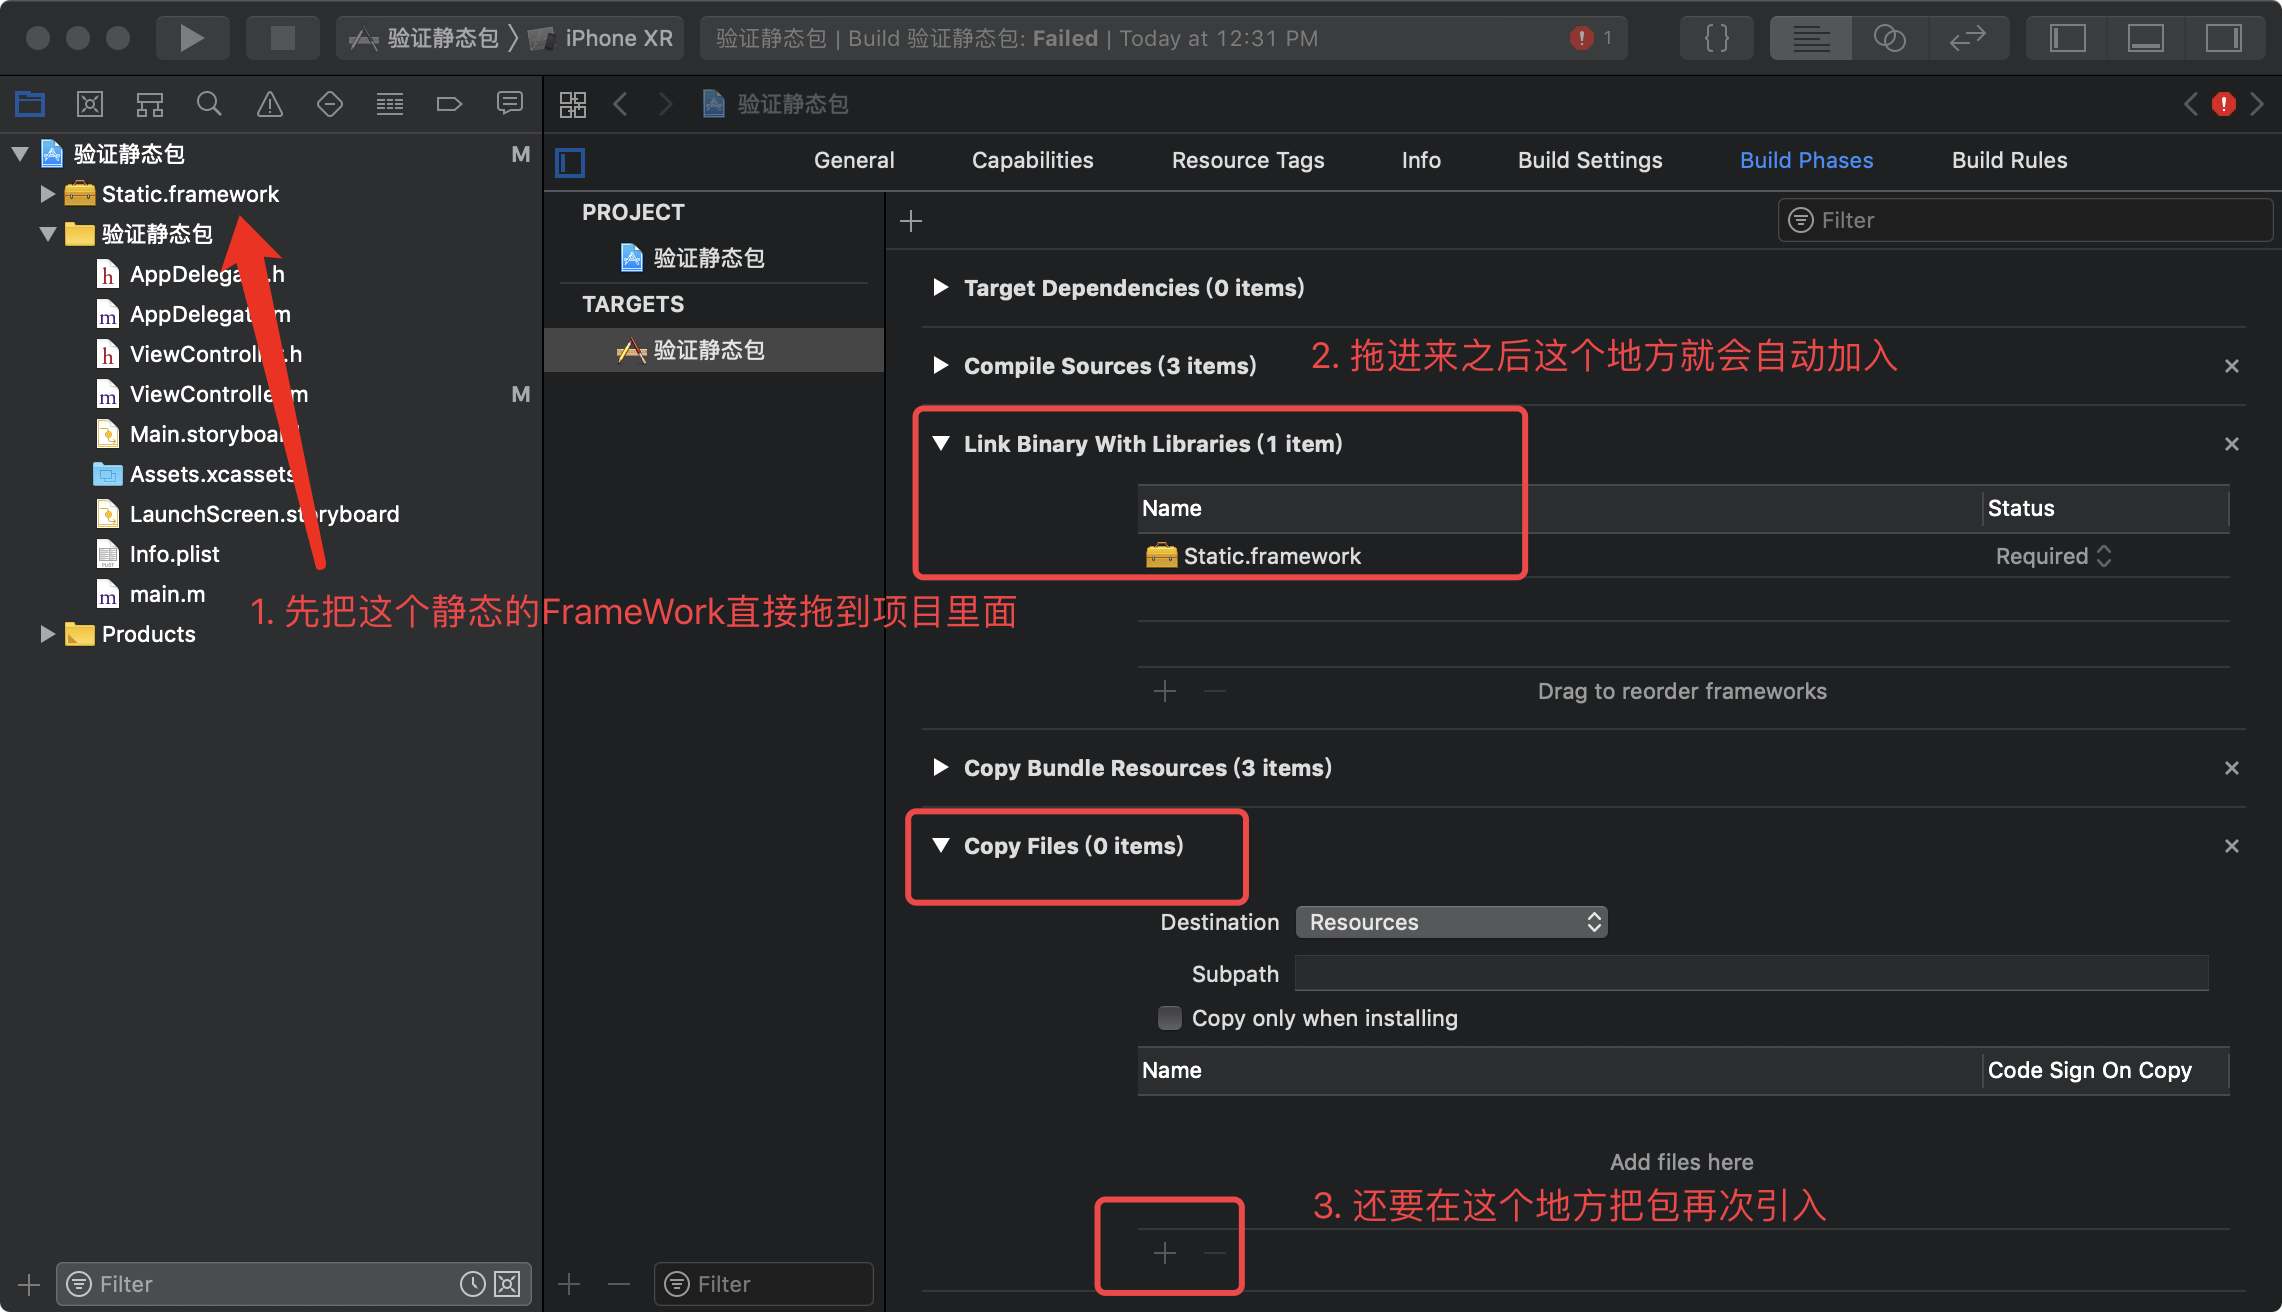 验证静态包 〉 iPhone XR
验证静态包 | Build 验证静态包: Failed | Today at 12:31 PM
1
{ }
验证静态包
验证静态包 M
Static.framework
验证静态包
AppDelega .h
AppDelegat m
ViewControll .h
ViewControlle m M
Main.storyboa
Assets.xcassets
LaunchScreen.storyboard
Info.plist
main.m
Products
1. 先把这个静态的FrameWork直接拖到项目里面
Filter
General Capabilities Resource Tags Info Build Settings Build Phases Build Rules
PROJECT
验证静态包
TARGETS
验证静态包
Filter
Filter
Target Dependencies (0 items)
Compile Sources (3 items)
2. 拖进来之后这个地方就会自动加入
Link Binary With Libraries (1 item)
Name Status
Static.framework Required
Drag to reorder frameworks
Copy Bundle Resources (3 items)
Copy Files (0 items)
Destination Resources
Subpath
Copy only when installing
Name Code Sign On Copy
Add files here
3. 还要在这个地方把包再次引入